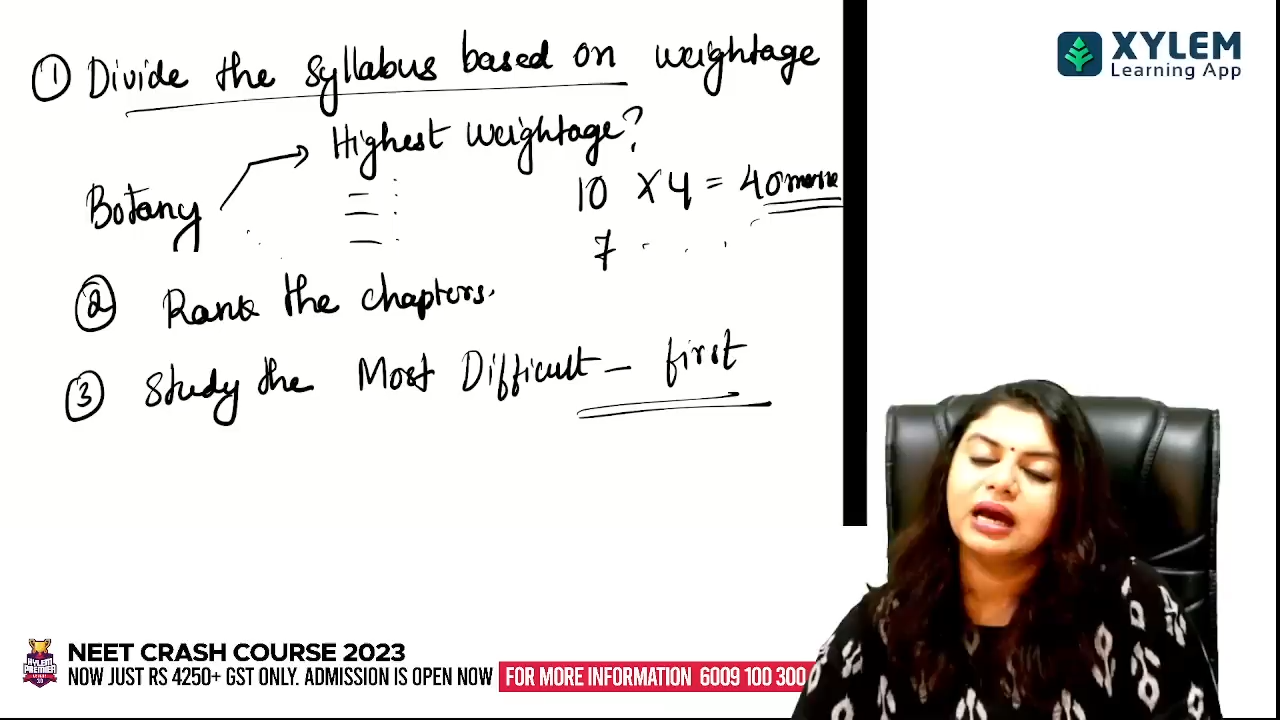 ① Divide the syllabus based on weightage
Highest weightage?
Botany
10 X 4 = 40
7
② Rank the chapters.
③ Study the Most Difficult – first
XYLEM
Learning App
XYLEM
PREMIER
NEET CRASH COURSE 2023
NOW JUST RS 4250+ GST ONLY. ADMISSION IS OPEN NOW
FOR MORE INFORMATION 6009 100 300